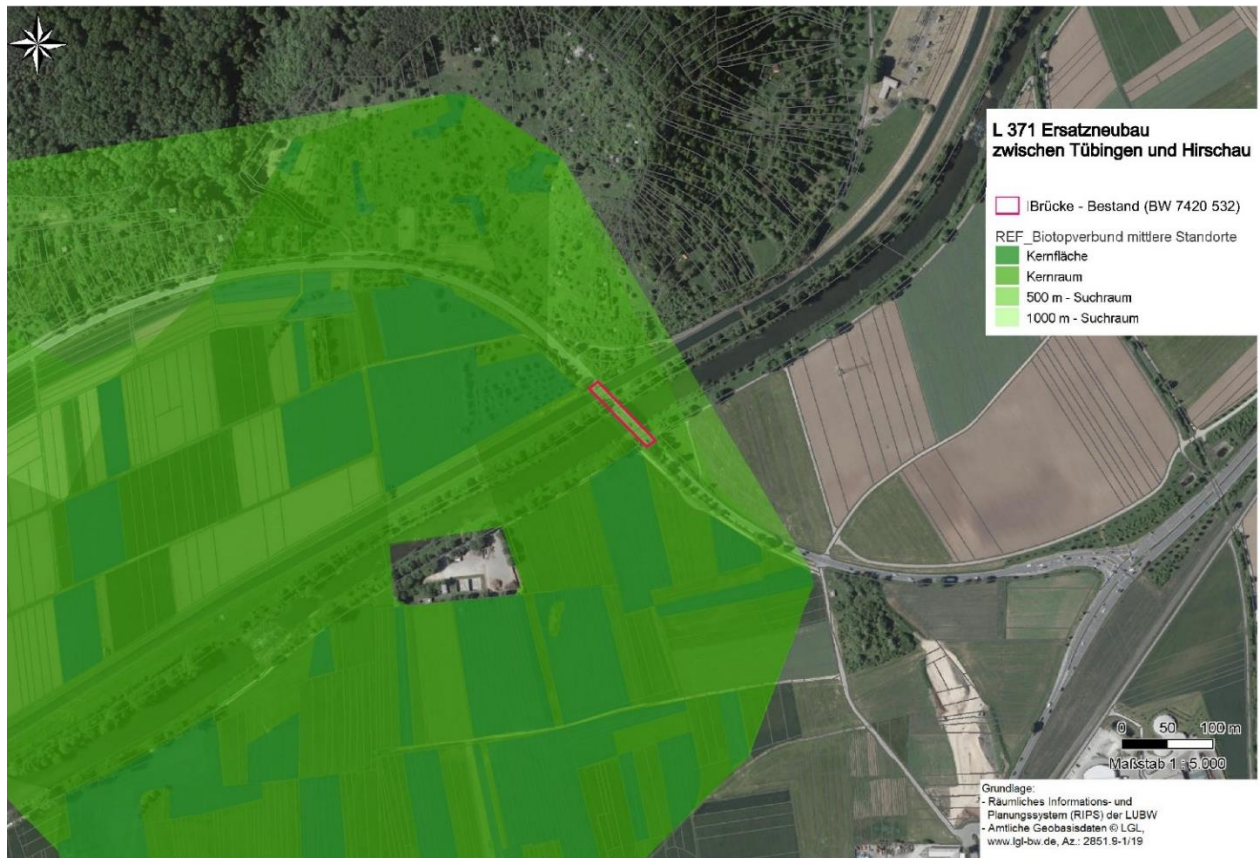 L 371 Ersatzneubau
zwischen Tübingen und Hirschau
Brücke - Bestand (BW 7420 532)
REF_Biotopverbund mittlere Standorte
Kernfläche
Kernraum
500 m - Suchraum
1000 m - Suchraum
0 50 100 m
Maßstab 1 : 5.000
Grundlage:
- Räumliches Informations- und
Planungssystem (RIPS) der LUBW
- Amtliche Geobasisdaten © LGL,
www.lgl-bw.de, Az.: 2851.9-1/19